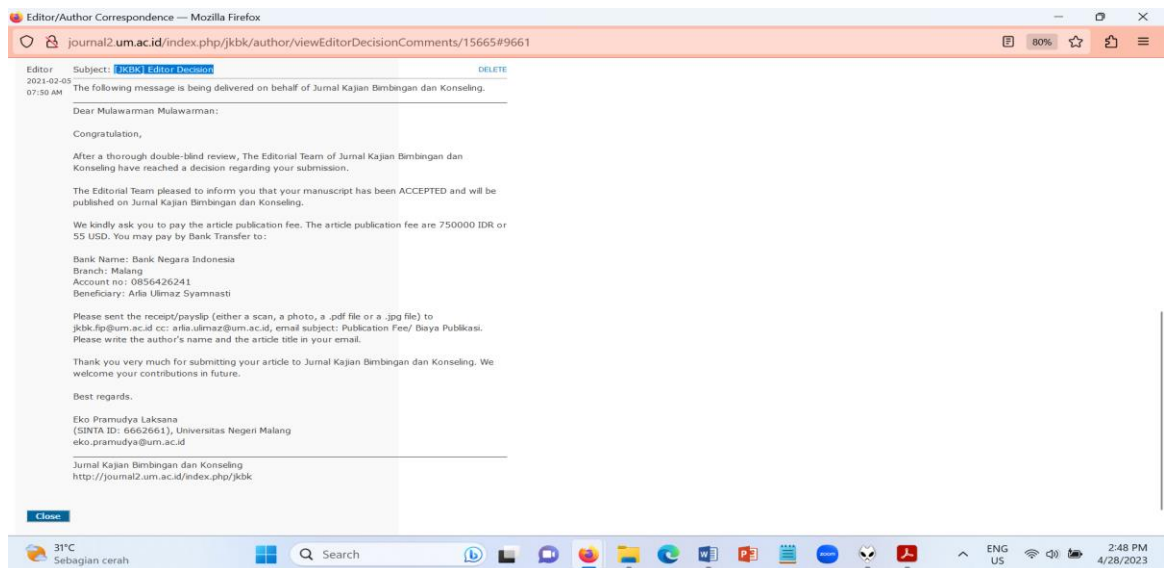 Editor/Author Correspondence — Mozilla Firefox
journal2.um.ac.id/index.php/jkbk/author/viewEditorDecisionComments/15665#9661
80%
Editor Subject: [JKBK] Editor Decision DELETE
2021-02-05
07:50 AM
The following message is being delivered on behalf of Jurnal Kajian Bimbingan dan Konseling.
Dear Mulawarman Mulawarman:
Congratulation,
After a thorough double-blind review, The Editorial Team of Jurnal Kajian Bimbingan dan
Konseling have reached a decision regarding your submission.
The Editorial Team pleased to inform you that your manuscript has been ACCEPTED and will be
published on Jurnal Kajian Bimbingan dan Konseling.
We kindly ask you to pay the article publication fee. The article publication fee are 750000 IDR or
55 USD. You may pay by Bank Transfer to:
Bank Name: Bank Negara Indonesia
Branch: Malang
Account no: 0856426241
Beneficiary: Arlia Ulimaz Syamnasti
Please sent the receipt/payslip (either a scan, a photo, a .pdf file or a .jpg file) to
jkbk.fip@um.ac.id cc: arlia.ulimaz@um.ac.id, email subject: Publication Fee/ Biaya Publikasi.
Please write the author's name and the article title in your email.
Thank you very much for submitting your article to Jurnal Kajian Bimbingan dan Konseling. We
welcome your contributions in future.
Best regards.
Eko Pramudya Laksana
(SINTA ID: 6662661), Universitas Negeri Malang
eko.pramudya@um.ac.id
Jurnal Kajian Bimbingan dan Konseling
http://journal2.um.ac.id/index.php/jkbk
Close
31°C
Sebagian cerah
Search
zoom
ENG
US
2:48 PM
4/28/2023